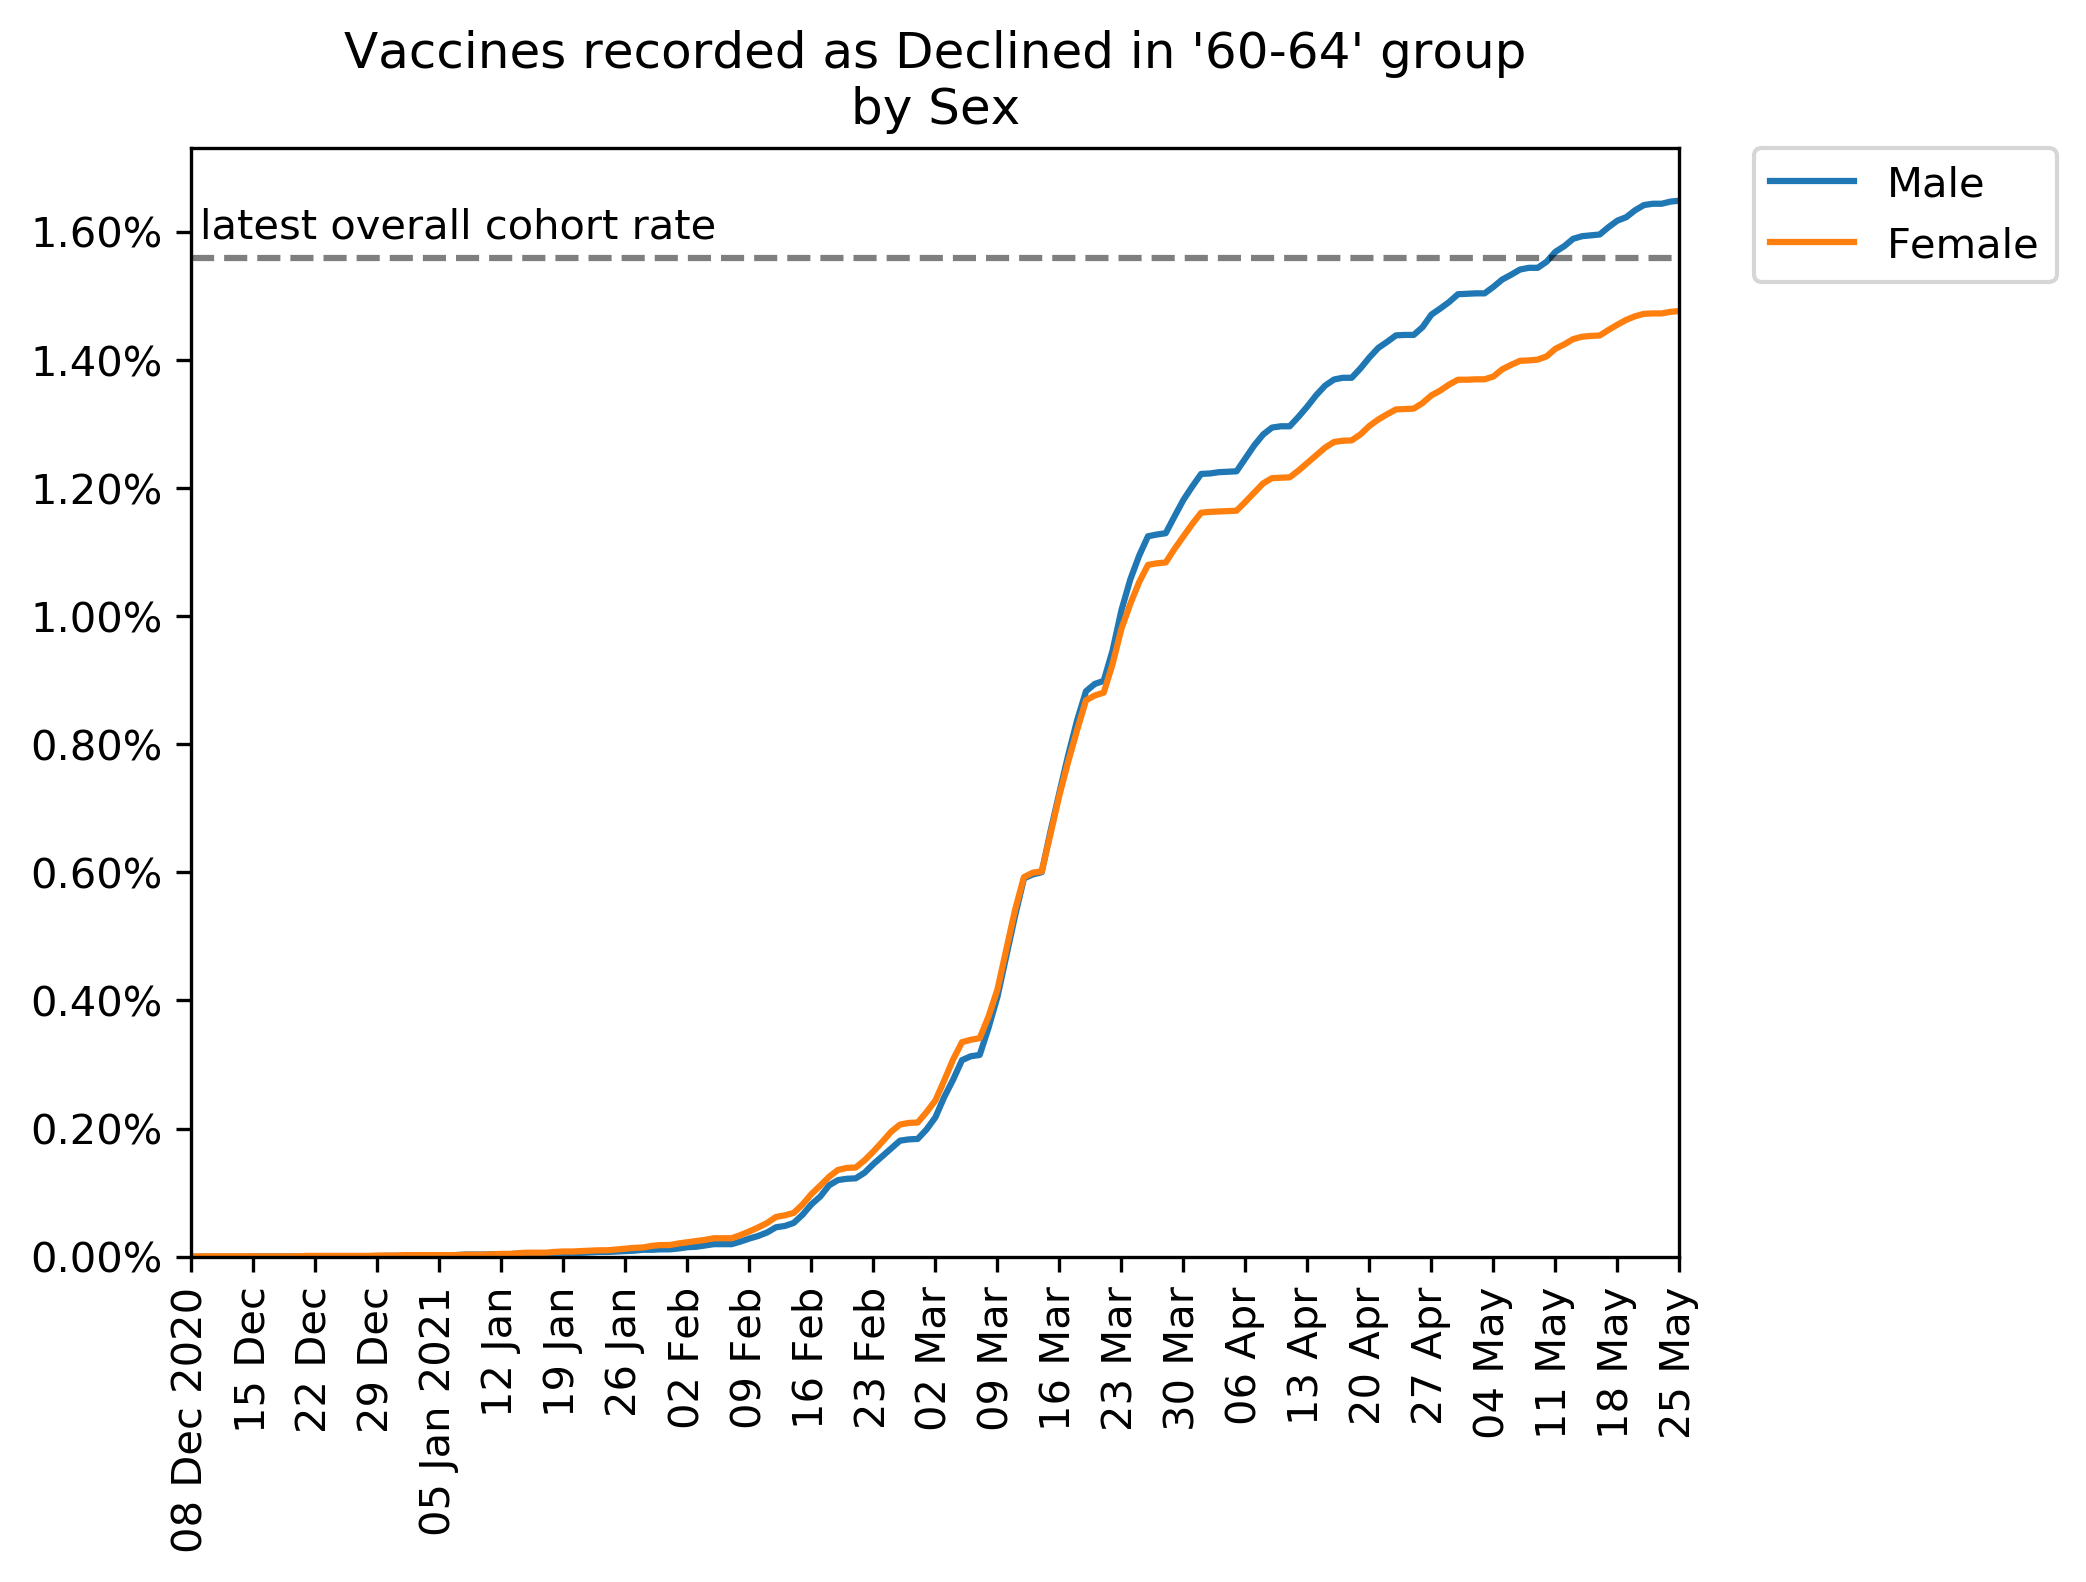 Vaccines recorded as Declined in '60-64' group
by Sex
latest overall cohort rate
Male
Female
1.60%
1.40%
1.20%
1.00%
0.80%
0.60%
0.40%
0.20%
0.00%
08 Dec 2020
15 Dec
22 Dec
29 Dec
05 Jan 2021
12 Jan
19 Jan
26 Jan
02 Feb
09 Feb
16 Feb
23 Feb
02 Mar
09 Mar
16 Mar
23 Mar
30 Mar
06 Apr
13 Apr
20 Apr
27 Apr
04 May
11 May
18 May
25 May